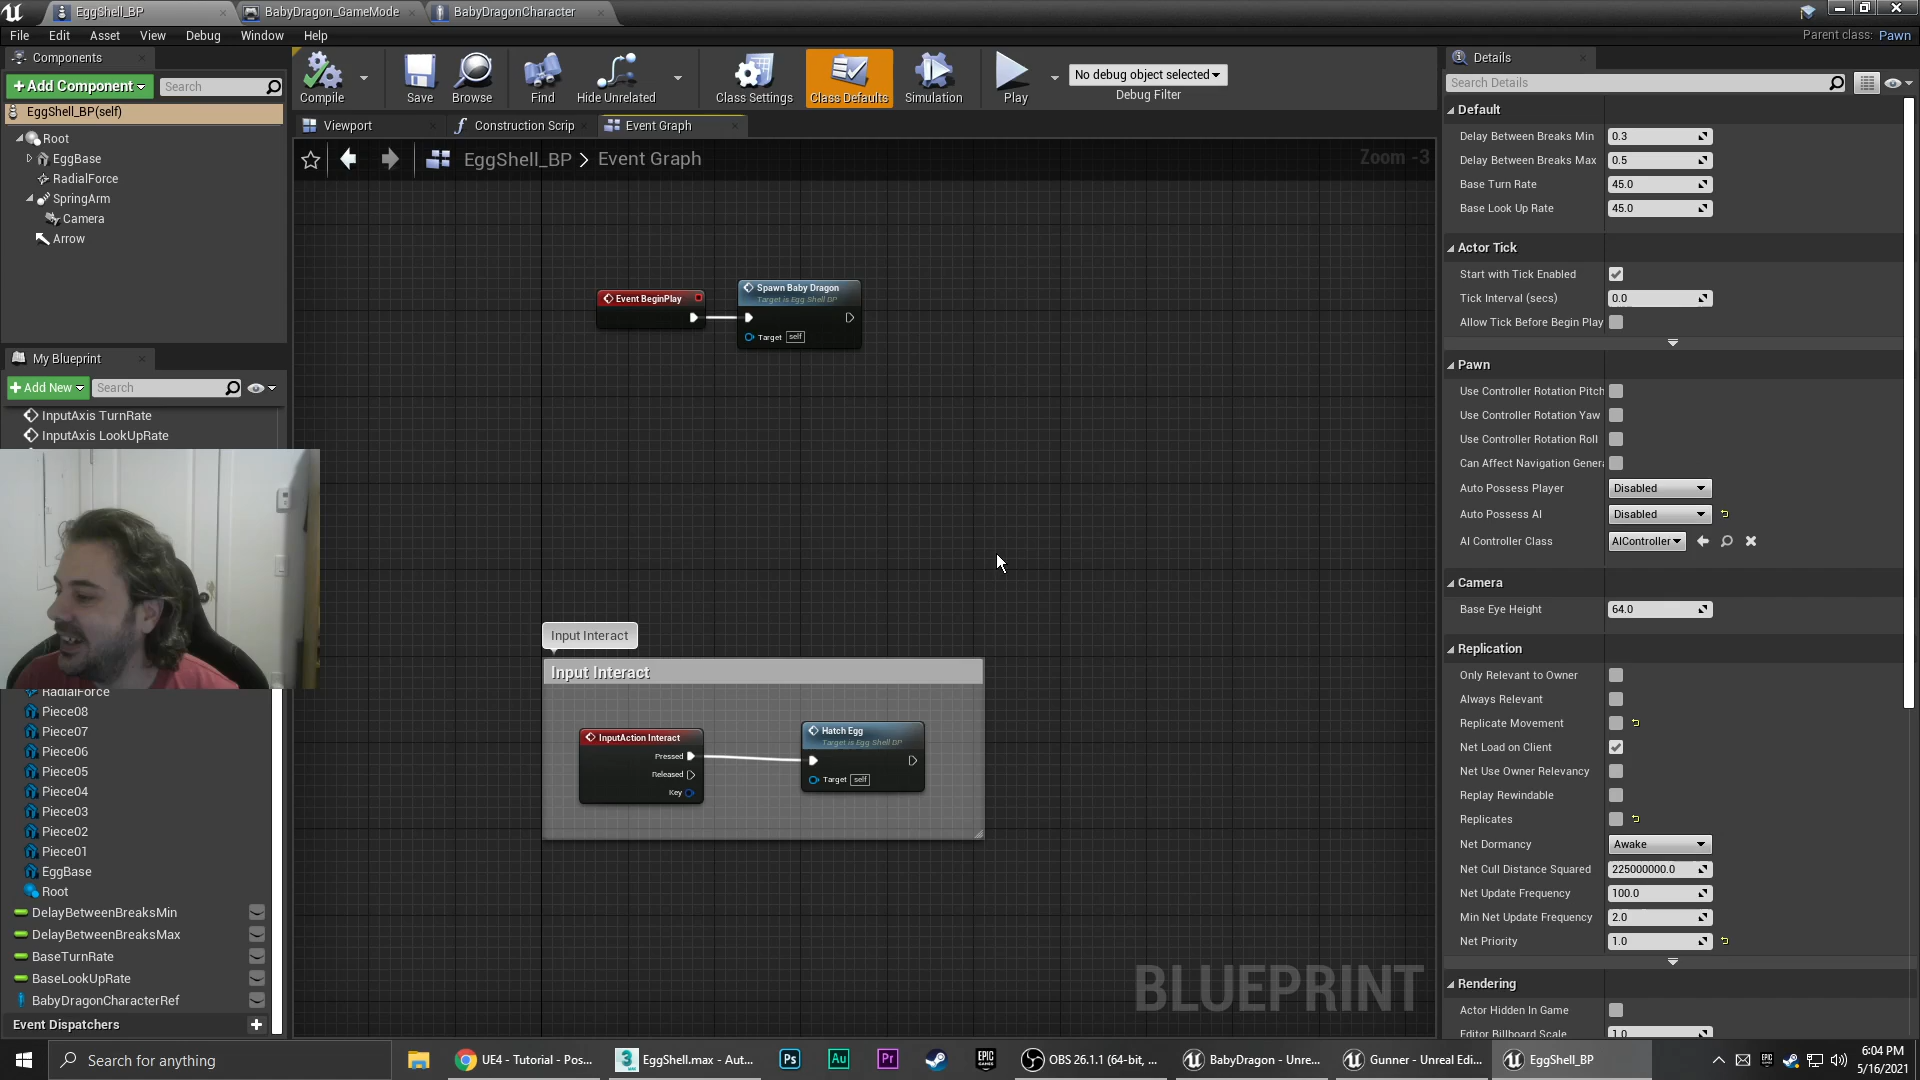 EggShell_BP
BabyDragon_GameMode
BabyDragonCharacter
File
Edit
Asset
View
Debug
Window
Help
Parent class: Pawn
Components
+Add Component
Search
EggShell_BP(self)
Root
EggBase
RadialForce
SpringArm
Camera
Arrow
My Blueprint
+Add New
Search
InputAxis TurnRate
InputAxis LookUpRate
RadialForce
Piece08
Piece07
Piece06
Piece05
Piece04
Piece03
Piece02
Piece01
EggBase
Root
DelayBetweenBreaksMin
DelayBetweenBreaksMax
BaseTurnRate
BaseLookUpRate
BabyDragonCharacterRef
Event Dispatchers
Compile
Save
Browse
Find
Hide Unrelated
Class Settings
Class Defaults
Simulation
Play
No debug object selected
Debug Filter
Viewport
Construction Scrip
Event Graph
EggShell_BP > Event Graph
Zoom -3
Event BeginPlay
Spawn Baby Dragon
Target is Egg Shell BP
Target self
Input Interact
Input Interact
InputAction Interact
Pressed
Released
Key
Hatch Egg
Target is Egg Shell BP
Target self
BLUEPRINT
Details
Search Details
Default
Delay Between Breaks Min 0.3
Delay Between Breaks Max 0.5
Base Turn Rate 45.0
Base Look Up Rate 45.0
Actor Tick
Start with Tick Enabled
Tick Interval (secs) 0.0
Allow Tick Before Begin Play
Pawn
Use Controller Rotation Pitch
Use Controller Rotation Yaw
Use Controller Rotation Roll
Can Affect Navigation Genera
Auto Possess Player Disabled
Auto Possess AI Disabled
AI Controller Class AIController
Camera
Base Eye Height 64.0
Replication
Only Relevant to Owner
Always Relevant
Replicate Movement
Net Load on Client
Net Use Owner Relevancy
Replay Rewindable
Replicates
Net Dormancy Awake
Net Cull Distance Squared 225000000.0
Net Update Frequency 100.0
Min Net Update Frequency 2.0
Net Priority 1.0
Rendering
Actor Hidden In Game
Editor Billboard Scale 1.0
Search for anything
UE4 - Tutorial - Pos...
EggShell.max - Aut...
Ps
Au
Pr
EPIC
OBS 26.1.1 (64-bit, ...
BabyDragon - Unre...
Gunner - Unreal Edi...
EggShell_BP
6:04 PM
5/16/2021